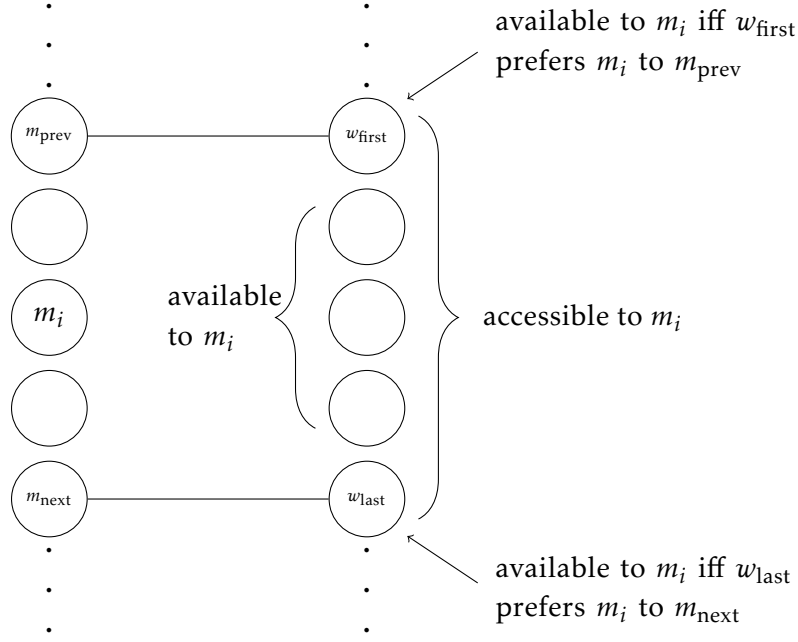 available to m_i iff w_first
prefers m_i to m_prev
m_prev
w_first
m_i
available
to m_i
accessible to m_i
m_next
w_last
available to m_i iff w_last
prefers m_i to m_next